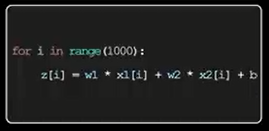 for i in range(1000):
z[i] = w1 * x1[i] + w2 * x2[i] + b